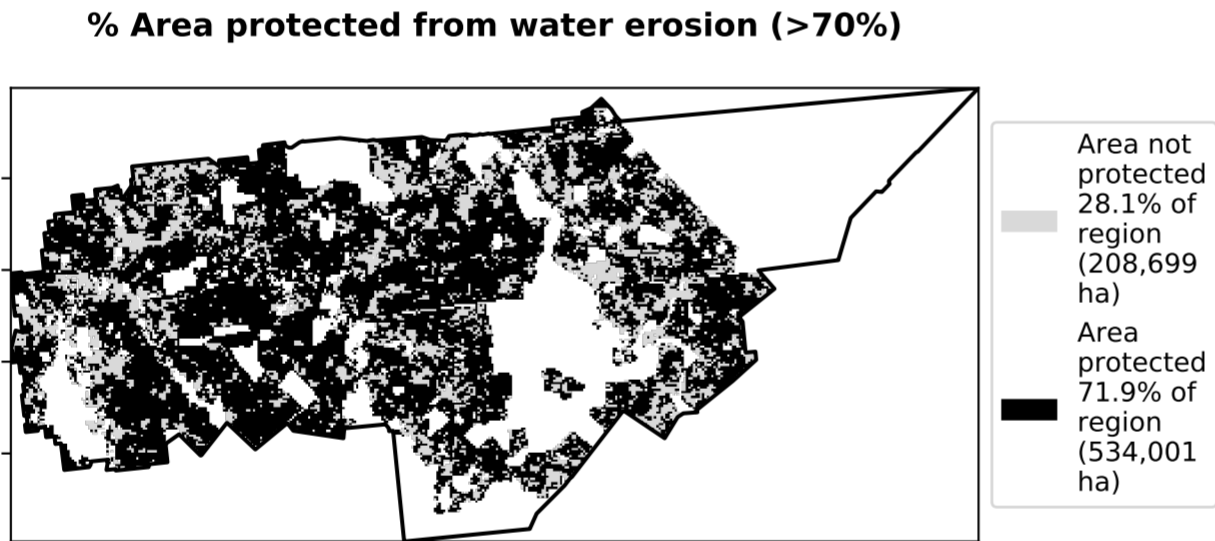 % Area protected from water erosion (>70%)
Area not
protected
28.1% of
region
(208,699
ha)
Area
protected
71.9% of
region
(534,001
ha)